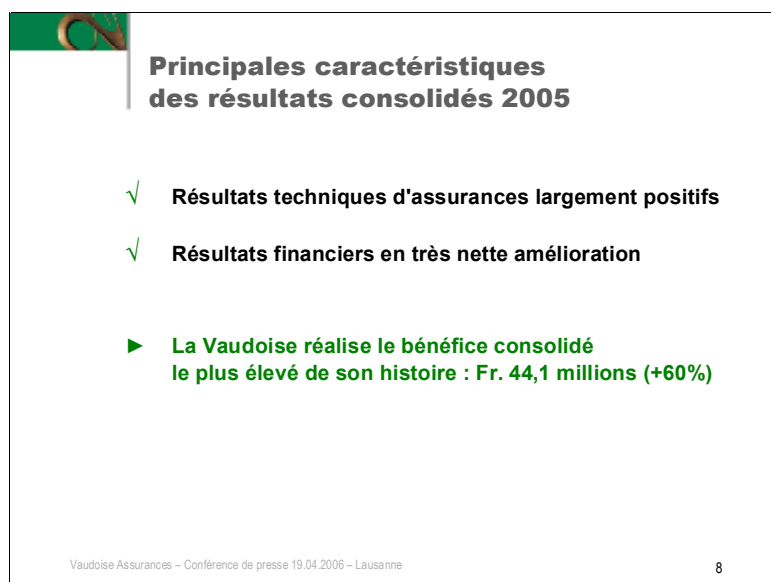 Principales caractéristiques
des résultats consolidés 2005
√ Résultats techniques d'assurances largement positifs
√ Résultats financiers en très nette amélioration
► La Vaudoise réalise le bénéfice consolidé
le plus élevé de son histoire : Fr. 44,1 millions (+60%)
Vaudoise Assurances – Conférence de presse 19.04.2006 – Lausanne
8